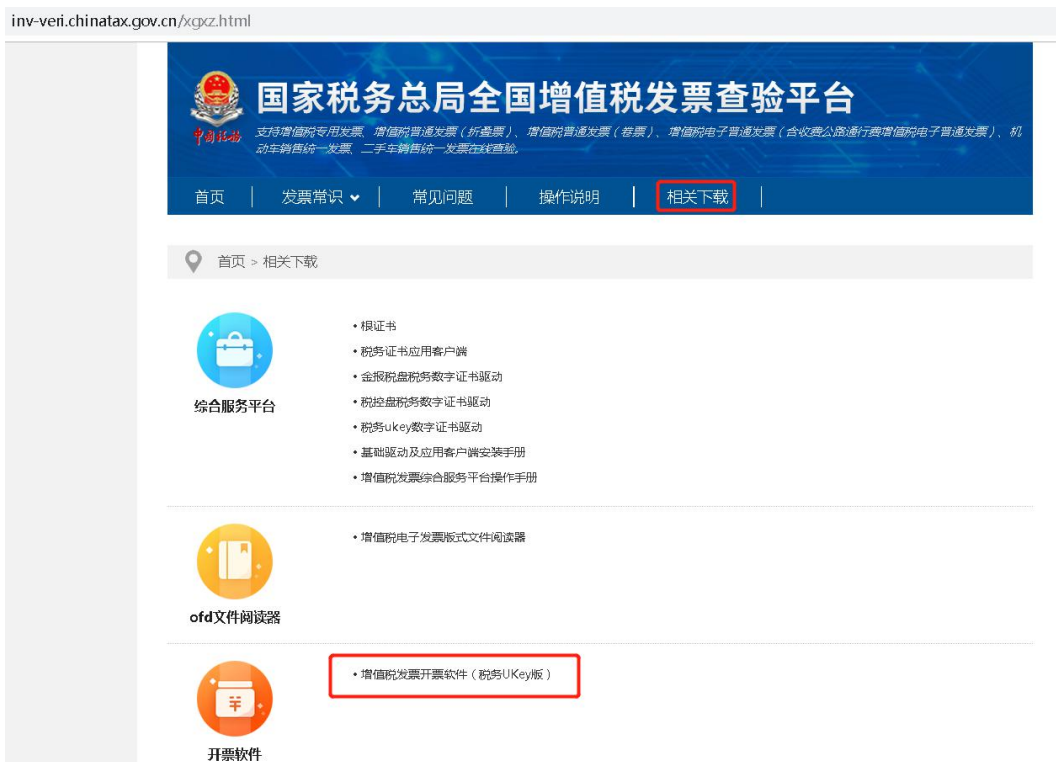 inv-veri.chinatax.gov.cn/xgxz.html
国家税务总局全国增值税发票查验平台
中国税务
支持增值税专用发票、增值税普通发票（折叠票）、增值税普通发票（卷票）、增值税电子普通发票（含收费公路通行费增值税电子普通发票）、机
动车销售统一发票、二手车销售统一发票在线查验。
首页 发票常识 常见问题 操作说明 相关下载
首页 > 相关下载
• 根证书
• 税务证书应用客户端
• 金税盘税务数字证书驱动
• 税控盘税务数字证书驱动
• 税务ukey数字证书驱动
• 基础驱动及应用客户端安装手册
• 增值税发票综合服务平台操作手册
综合服务平台
• 增值税电子发票版式文件阅读器
ofd文件阅读器
• 增值税发票开票软件（税务UKey版）
开票软件